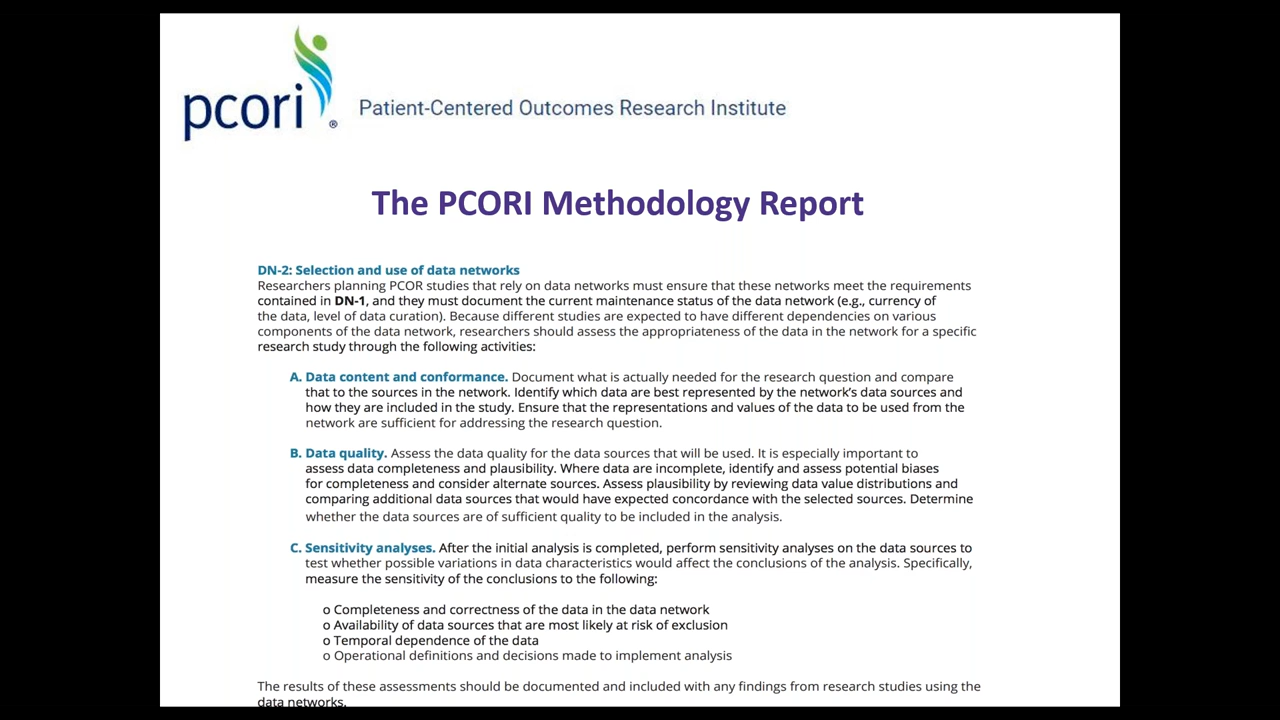 pcori®
Patient-Centered Outcomes Research Institute
The PCORI Methodology Report
DN-2: Selection and use of data networks
Researchers planning PCOR studies that rely on data networks must ensure that these networks meet the requirements
contained in DN-1, and they must document the current maintenance status of the data network (e.g., currency of
the data, level of data curation). Because different studies are expected to have different dependencies on various
components of the data network, researchers should assess the appropriateness of the data in the network for a specific
research study through the following activities:
A. Data content and conformance. Document what is actually needed for the research question and compare
that to the sources in the network. Identify which data are best represented by the network's data sources and
how they are included in the study. Ensure that the representations and values of the data to be used from the
network are sufficient for addressing the research question.
B. Data quality. Assess the data quality for the data sources that will be used. It is especially important to
assess data completeness and plausibility. Where data are incomplete, identify and assess potential biases
for completeness and consider alternate sources. Assess plausibility by reviewing data value distributions and
comparing additional data sources that would have expected concordance with the selected sources. Determine
whether the data sources are of sufficient quality to be included in the analysis.
C. Sensitivity analyses. After the initial analysis is completed, perform sensitivity analyses on the data sources to
test whether possible variations in data characteristics would affect the conclusions of the analysis. Specifically,
measure the sensitivity of the conclusions to the following:
o Completeness and correctness of the data in the data network
o Availability of data sources that are most likely at risk of exclusion
o Temporal dependence of the data
o Operational definitions and decisions made to implement analysis
The results of these assessments should be documented and included with any findings from research studies using the
data networks.